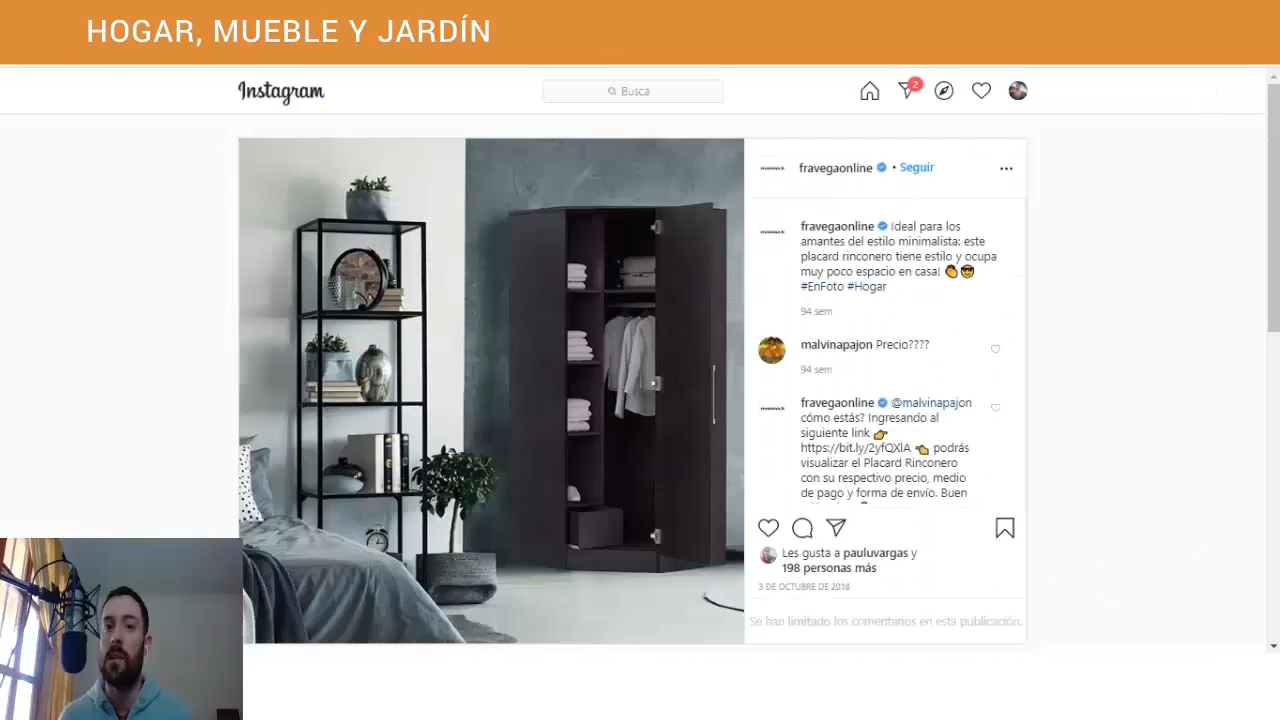 HOGAR, MUEBLE Y JARDÍN
Instagram
Busca
2
fravegaonline • Seguir
fravegaonline Ideal para los
amantes del estilo minimalista: este
placard rinconero tiene estilo y ocupa
muy poco espacio en casa!
#EnFoto #Hogar
94 sem
malvinapajon Precio????
94 sem
fravegaonline @malvinapajon
cómo estás? Ingresando al
siguiente link
https://bit.ly/2yfQXlA podrás
visualizar el Placard Rinconero
con su respectivo precio, medio
de pago y forma de envío. Buen
Les gusta a pauluvargas y
198 personas más
3 DE OCTUBRE DE 2018
Se han limitado los comentarios en esta publicación.